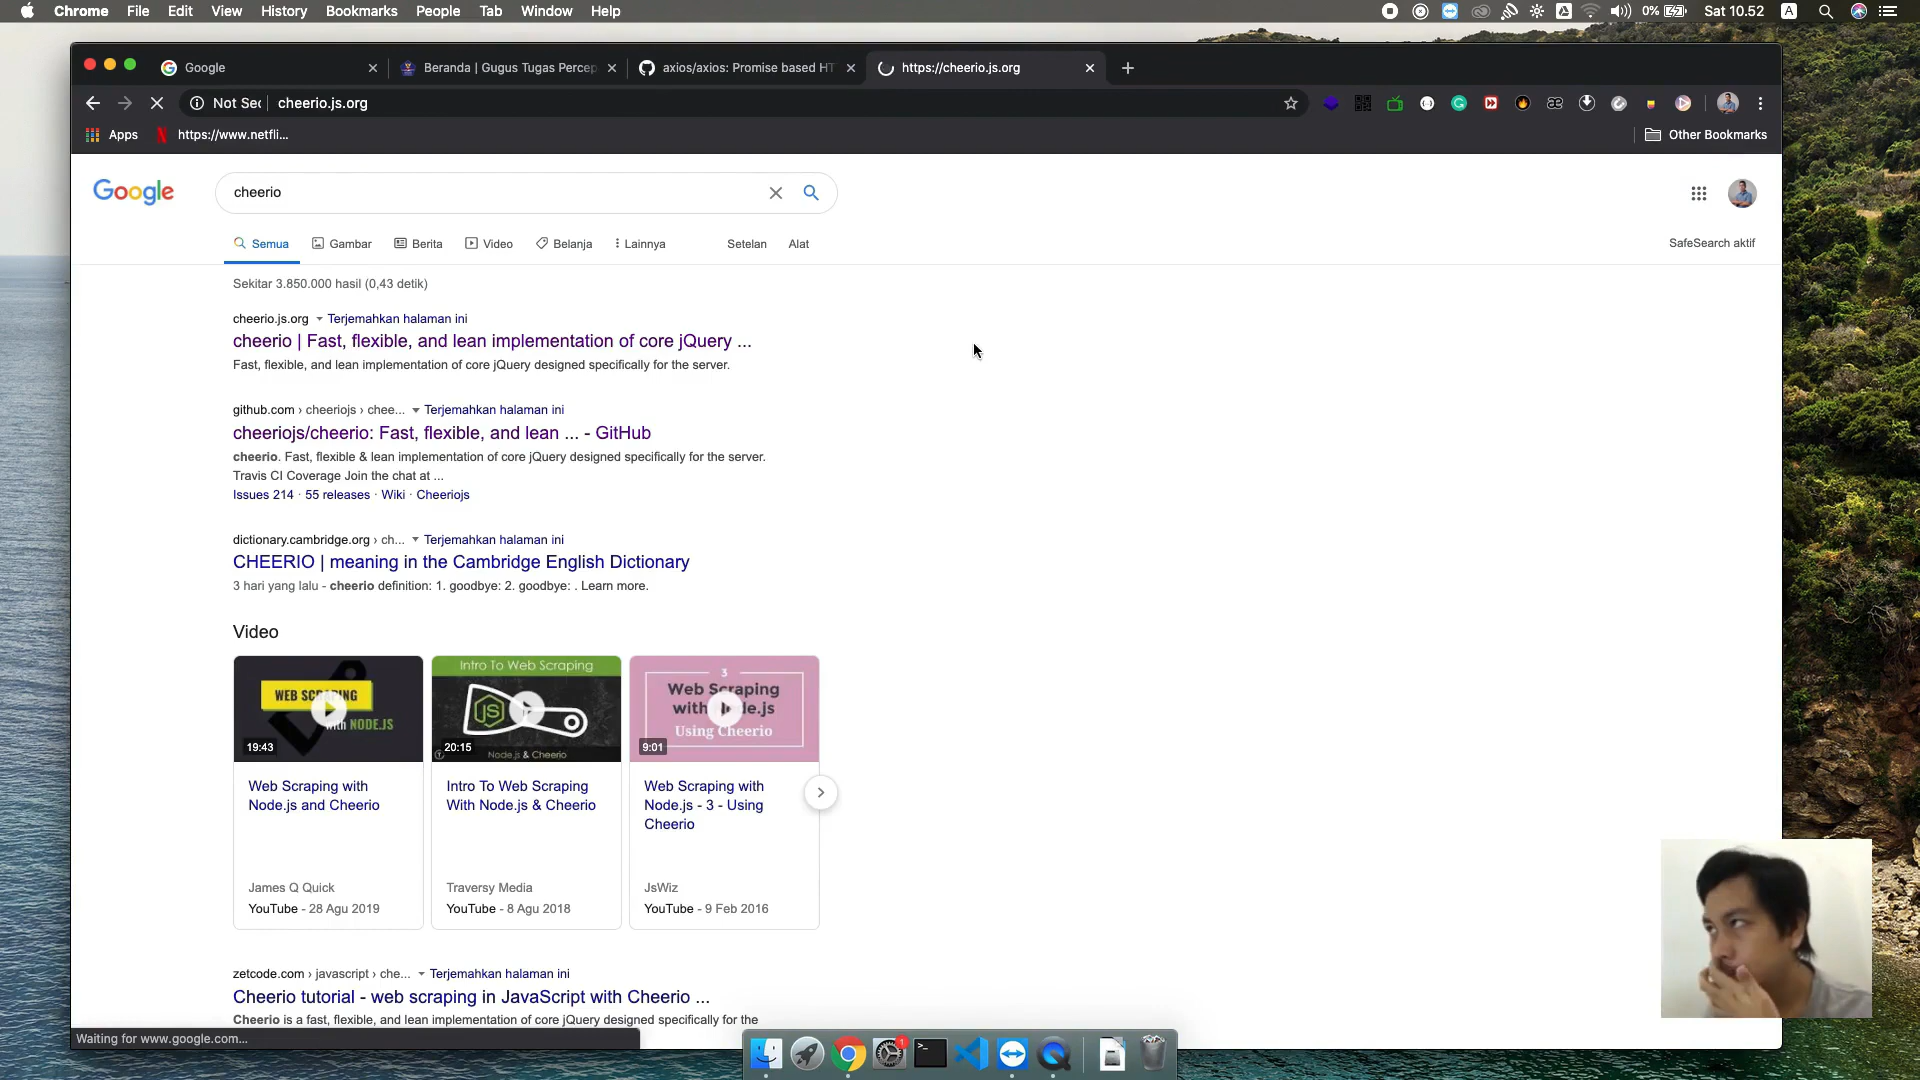 Chrome File Edit View History Bookmarks People Tab Window Help
0% Sat 10.52 A
Google
Beranda | Gugus Tugas Percep
axios/axios: Promise based HT
https://cheerio.js.org
Not Sec cheerio.js.org
Apps https://www.netfli... Other Bookmarks
Google cheerio
Semua Gambar Berita Video Belanja Lainnya Setelan Alat SafeSearch aktif
Sekitar 3.850.000 hasil (0,43 detik)
cheerio.js.org Terjemahkan halaman ini
cheerio | Fast, flexible, and lean implementation of core jQuery ...
Fast, flexible, and lean implementation of core jQuery designed specifically for the server.
github.com › cheeriojs › chee... Terjemahkan halaman ini
cheeriojs/cheerio: Fast, flexible, and lean ... - GitHub
cheerio. Fast, flexible & lean implementation of core jQuery designed specifically for the server.
Travis CI Coverage Join the chat at ...
Issues 214 · 55 releases · Wiki · Cheeriojs
dictionary.cambridge.org › ch... Terjemahkan halaman ini
CHEERIO | meaning in the Cambridge English Dictionary
3 hari yang lalu - cheerio definition: 1. goodbye: 2. goodbye: . Learn more.
Video
WEB SCRAPING
with NODE.JS
19:43
Web Scraping with
Node.js and Cheerio
James Q Quick
YouTube - 28 Agu 2019
Intro To Web Scraping
JS
20:15
Node.js & Cheerio
Intro To Web Scraping
With Node.js & Cheerio
Traversy Media
YouTube - 8 Agu 2018
3
Web Scraping
with Node.js
Using Cheerio
9:01
Web Scraping with
Node.js - 3 - Using
Cheerio
JsWiz
YouTube - 9 Feb 2016
zetcode.com › javascript › che... Terjemahkan halaman ini
Cheerio tutorial - web scraping in JavaScript with Cheerio ...
Cheerio is a fast, flexible, and lean implementation of core jQuery designed specifically for the
Waiting for www.google.com...
1